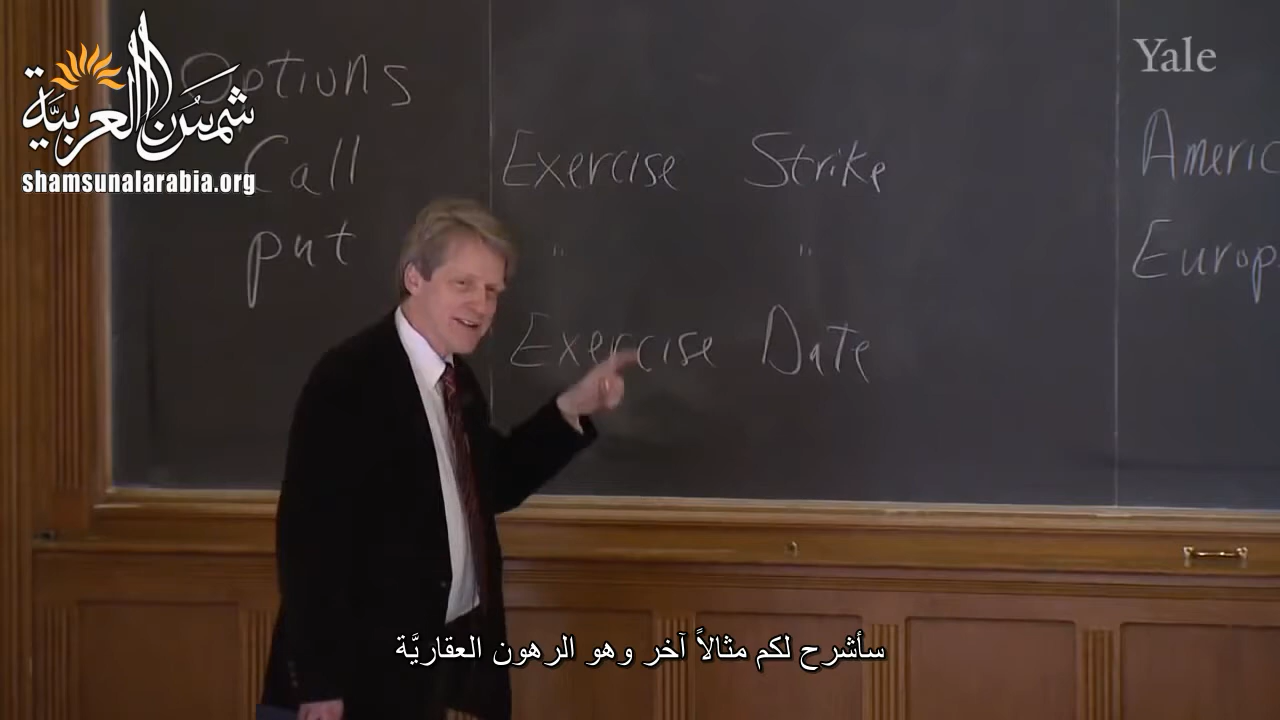 شمسُ العربيَّة
shamsunalarabia.org
Yale
Options
Call Exercise Strike
put " "
Exercise Date
Americ
Europ
سأشرح لكم مثالاً آخر وهو الرهون العقاريَّة